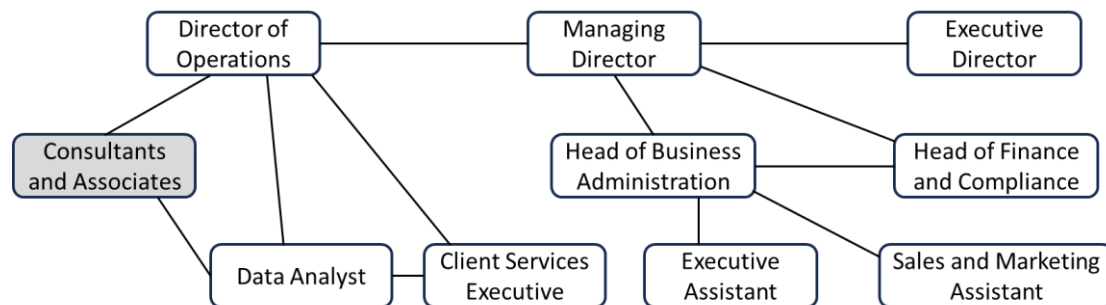 Director of
Operations
Managing
Director
Executive
Director
Consultants
and Associates
Head of Business
Administration
Head of Finance
and Compliance
Data Analyst
Client Services
Executive
Executive
Assistant
Sales and Marketing
Assistant